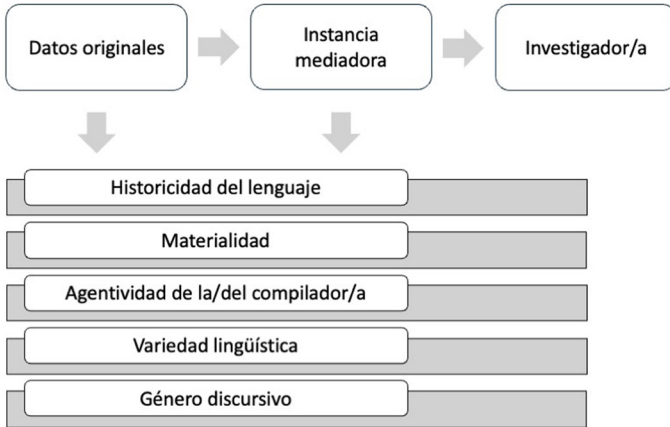 Datos originales
Instancia
mediadora
Investigador/a
Historicidad del lenguaje
Materialidad
Agentividad de la/del compilador/a
Variedad lingüística
Género discursivo